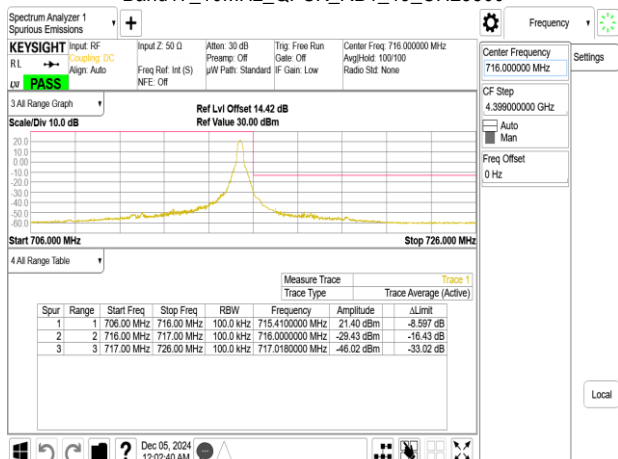 Spectrum Analyzer 1
Spurious Emissions
+
Frequency
KEYSIGHT Input: RF Input Z: 50 Ω Atten: 30 dB Trig: Free Run Center Freq: 716.000000 MHz
RL Coupling: DC Preamp: Off Gate: Off Avg|Hold: 100/100
Align: Auto Freq Ref: Int (S) µW Path: Standard IF Gain: Low Radio Std: None
LXI PASS NFE: Off
Center Frequency
716.000000 MHz
Settings
CF Step
4.399000000 GHz
Auto
Man
Freq Offset
0 Hz
3 All Range Graph
Ref Lvl Offset 14.42 dB
Scale/Div 10.0 dB Ref Value 30.00 dBm
20.0
10.0
0.00
-10.0
-20.0
-30.0
-40.0
-50.0
-60.0
Start 706.000 MHz Stop 726.000 MHz
4 All Range Table
Measure Trace Trace 1
Trace Type Trace Average (Active)
Spur Range Start Freq Stop Freq RBW Frequency Amplitude ΔLimit
1 1 706.00 MHz 716.00 MHz 100.0 kHz 715.4100000 MHz 21.40 dBm -8.597 dB
2 2 716.00 MHz 717.00 MHz 100.0 kHz 716.0000000 MHz -29.43 dBm -16.43 dB
3 3 717.00 MHz 726.00 MHz 100.0 kHz 717.0180000 MHz -46.02 dBm -33.02 dB
Local
? Dec 05, 2024
12:02:40 AM